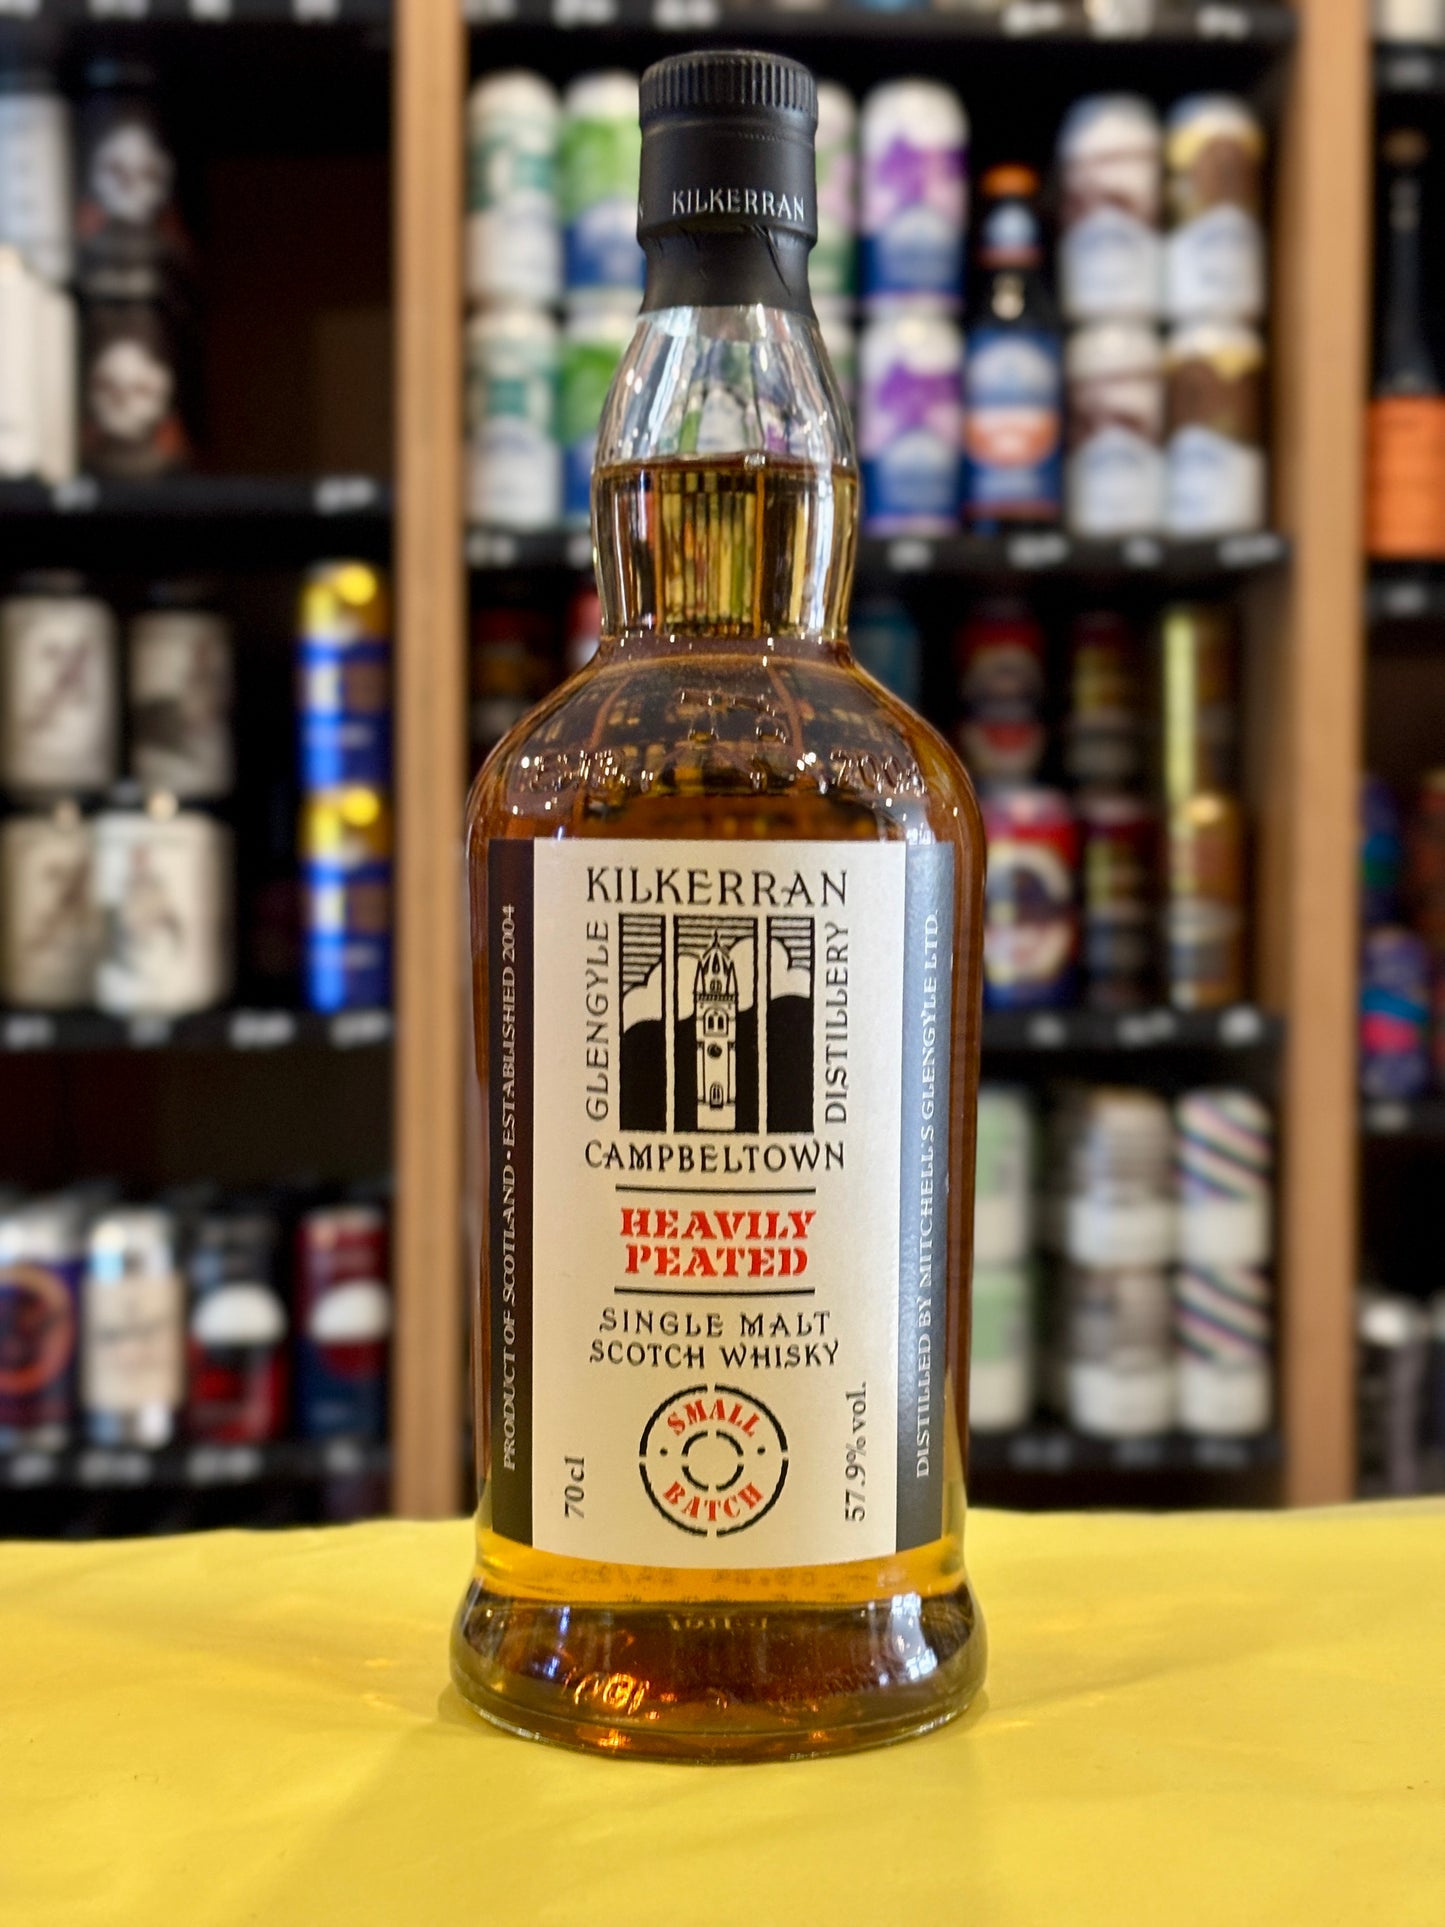 KILKERRAN
KILKERRAN
GLENGYLE
DISTILLERY
CAMPBELTOWN
HEAVILY
PEATED
SINGLE MALT
SCOTCH WHISKY
SMALL
BATCH
70cl
57.9% vol.
PRODUCT OF SCOTLAND • ESTABLISHED 2004
DISTILLED BY MITCHELL'S GLENGYLE LTD.